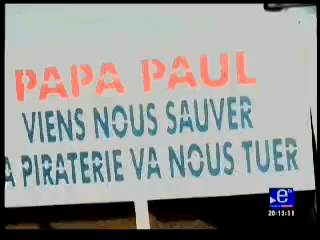 PAPA PAUL
VIENS NOUS SAUVER
A PIRATERIE VA NOUS TUER
e
20:15:51